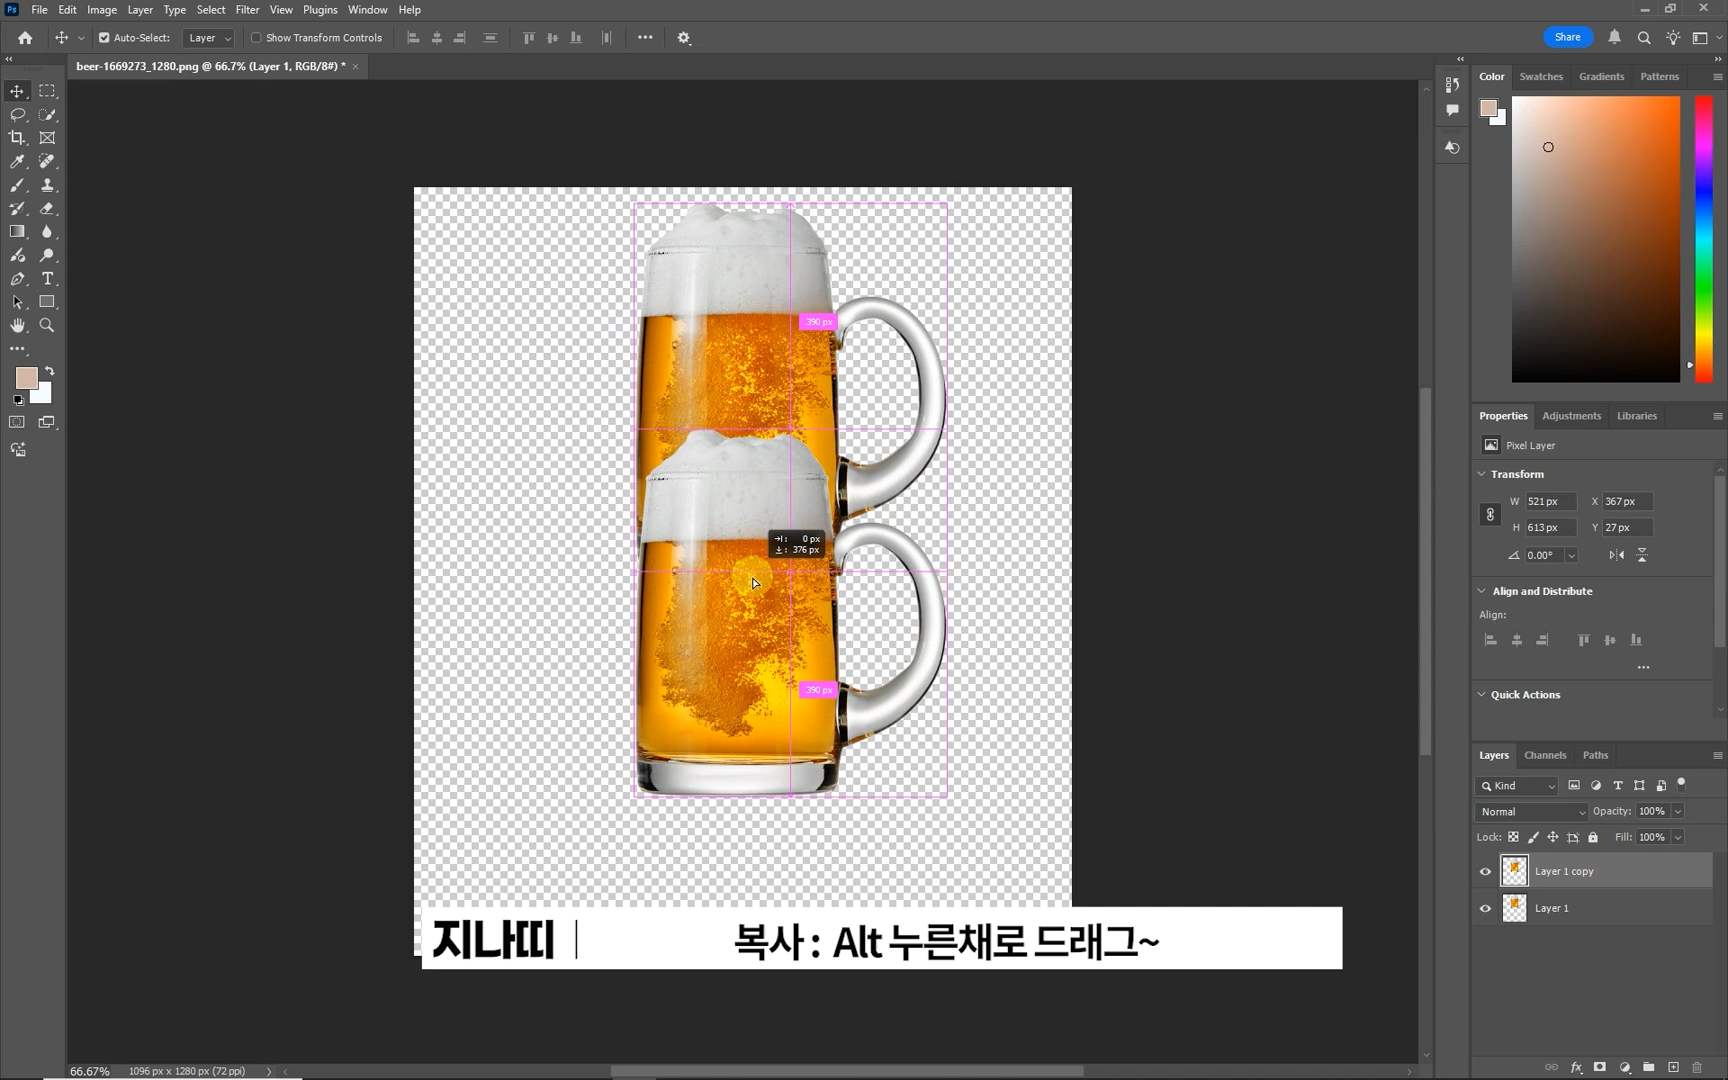 Ps File Edit Image Layer Type Select Filter View Plugins Window Help
Auto-Select: Layer Show Transform Controls Share
beer-1669273_1280.png @ 66.7% (Layer 1, RGB/8#) * ×
Color Swatches Gradients Patterns
390 px
0 px
376 px
390 px
Properties Adjustments Libraries
Pixel Layer
Transform
W 521 px X 367 px
H 613 px Y 27 px
0.00°
Align and Distribute
Align:
Quick Actions
Layers Channels Paths
Kind
Normal Opacity: 100%
Lock: Fill: 100%
Layer 1 copy
Layer 1
지나띠 | 복사 : Alt 누른채로 드래그~
66.67% 1096 px x 1280 px (72 ppi)